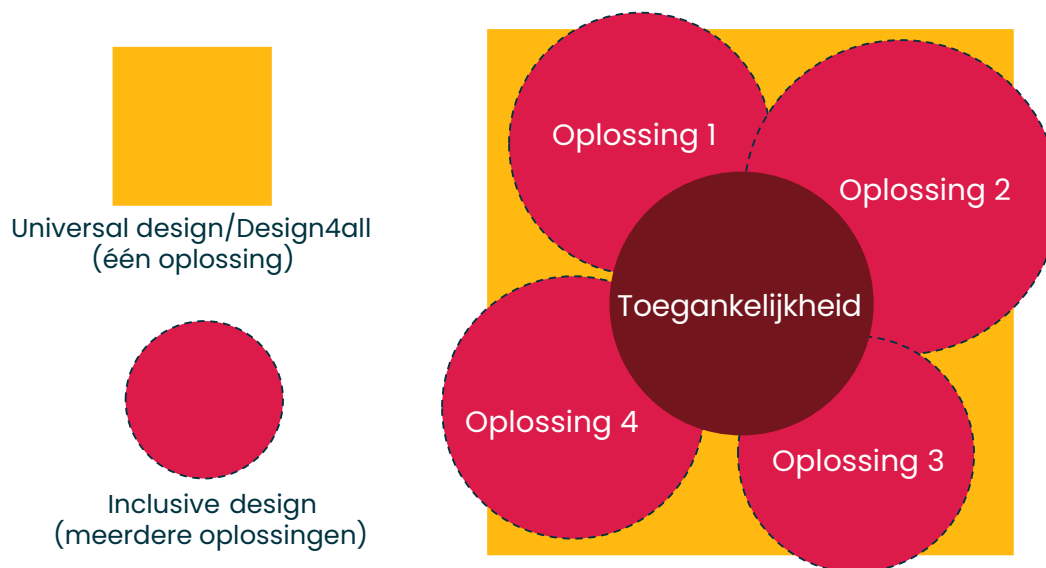 Universal design/Design4all
(één oplossing)
Inclusive design
(meerdere oplossingen)
Oplossing 1
Oplossing 2
Toegankelijkheid
Oplossing 4
Oplossing 3